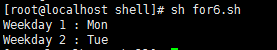 [root@localhost shell]# sh for6.sh
Weekday 1 : Mon
Weekday 2 : Tue